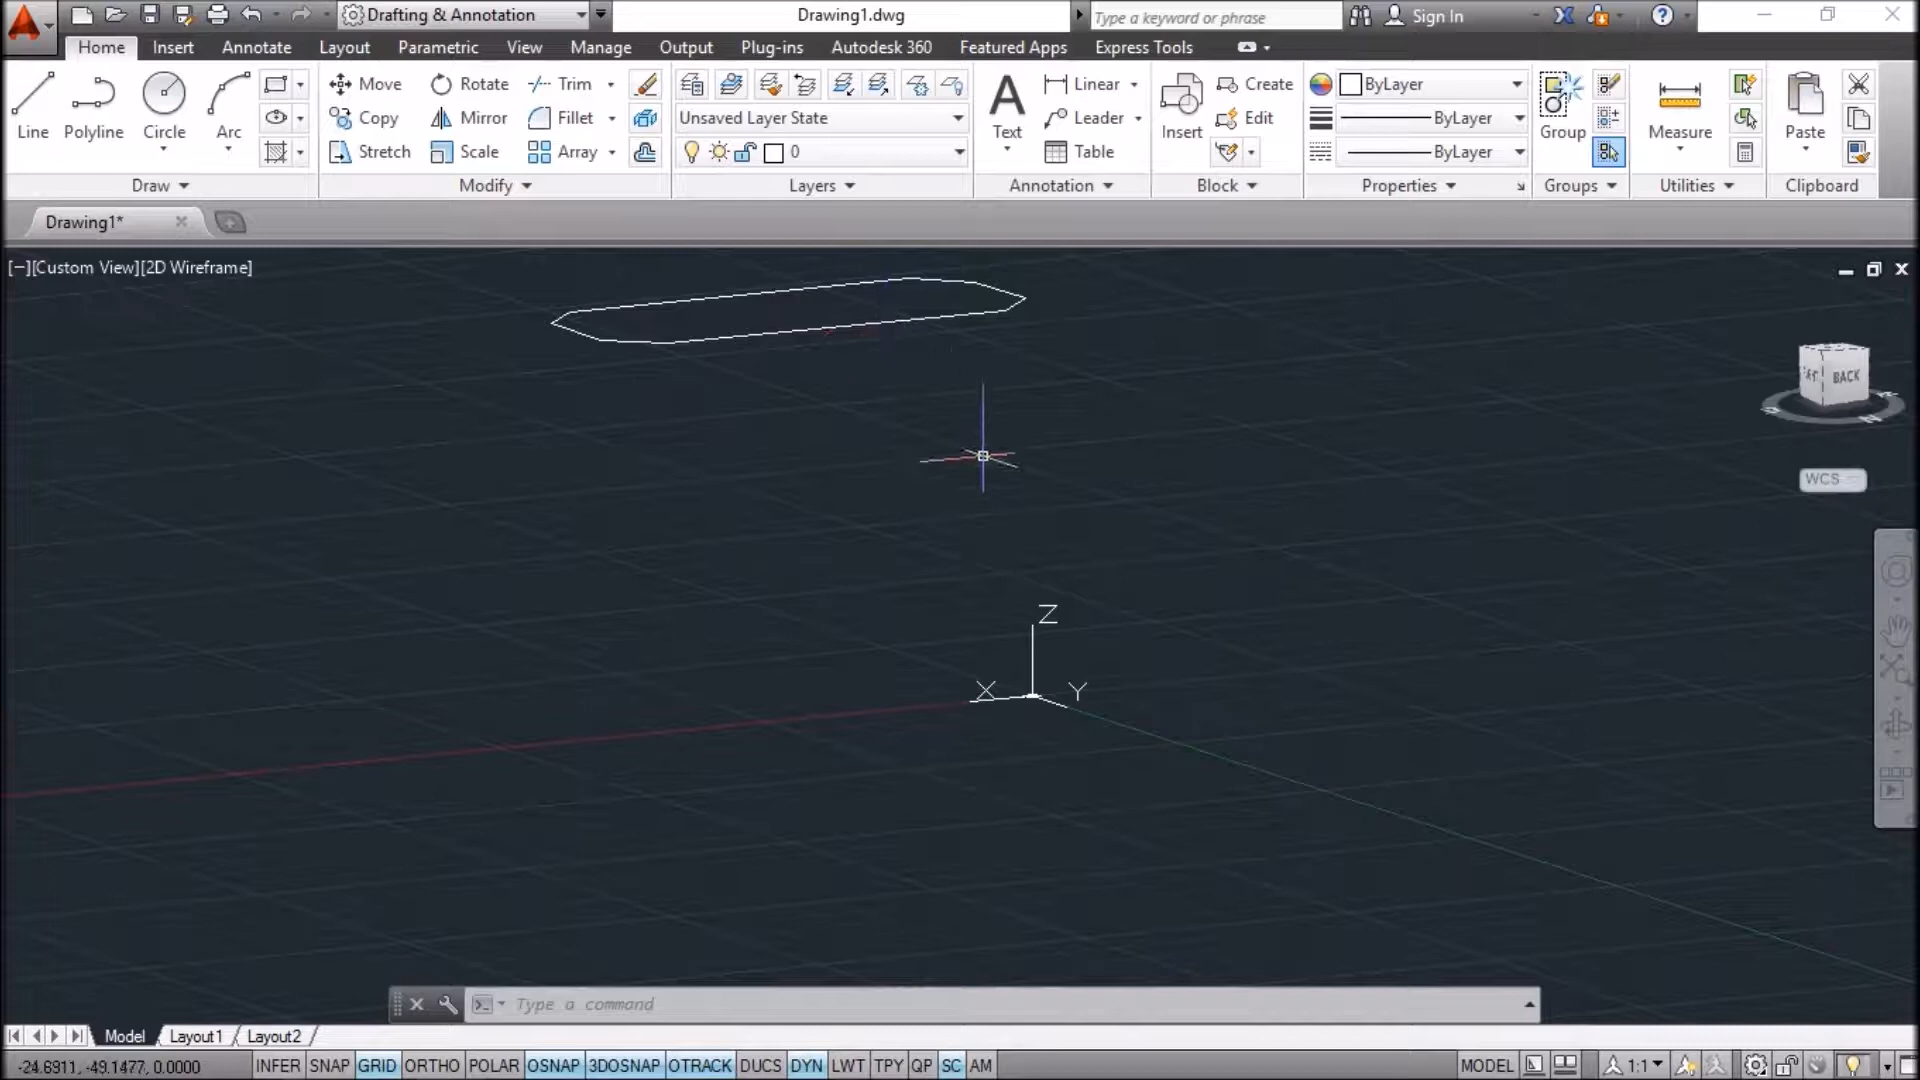 Drafting & Annotation
Drawing1.dwg
Type a keyword or phrase
Sign In
Home Insert Annotate Layout Parametric View Manage Output Plug-ins Autodesk 360 Featured Apps Express Tools
Move Rotate Trim
Unsaved Layer State
Copy Mirror Fillet
Stretch Scale Array
0
Line Polyline Circle Arc
Text
Linear
Leader
Table
Insert
Create
Edit
ByLayer
ByLayer
ByLayer
Group
Measure
Paste
Draw Modify Layers Annotation Block Properties Groups Utilities Clipboard
Drawing1*
[−][Custom View][2D Wireframe]
BACK
WCS
Z
X
Y
Type a command
Model Layout1 Layout2
-24.6911, -49.1477, 0.0000
INFER SNAP GRID ORTHO POLAR OSNAP 3DOSNAP OTRACK DUCS DYN LWT TPY QP SC AM
MODEL
1:1